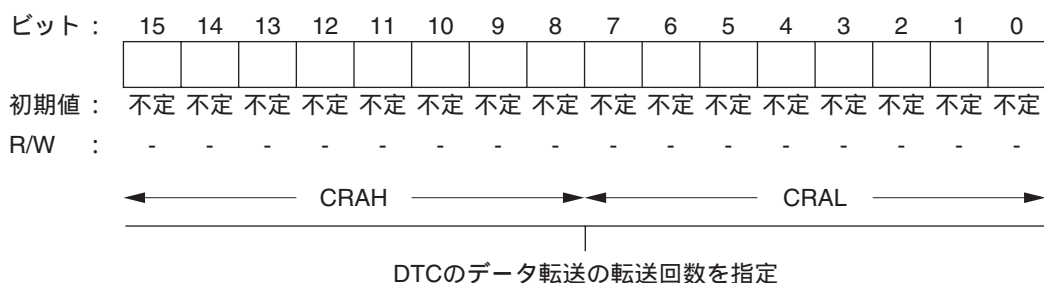 ビット : 15 14 13 12 11 10 9 8 7 6 5 4 3 2 1 0
初期値 : 不定 不定 不定 不定 不定 不定 不定 不定 不定 不定 不定 不定 不定 不定 不定 不定
R/W : - - - - - - - - - - - - - - - -
CRAH CRAL
DTCのデータ転送の転送回数を指定